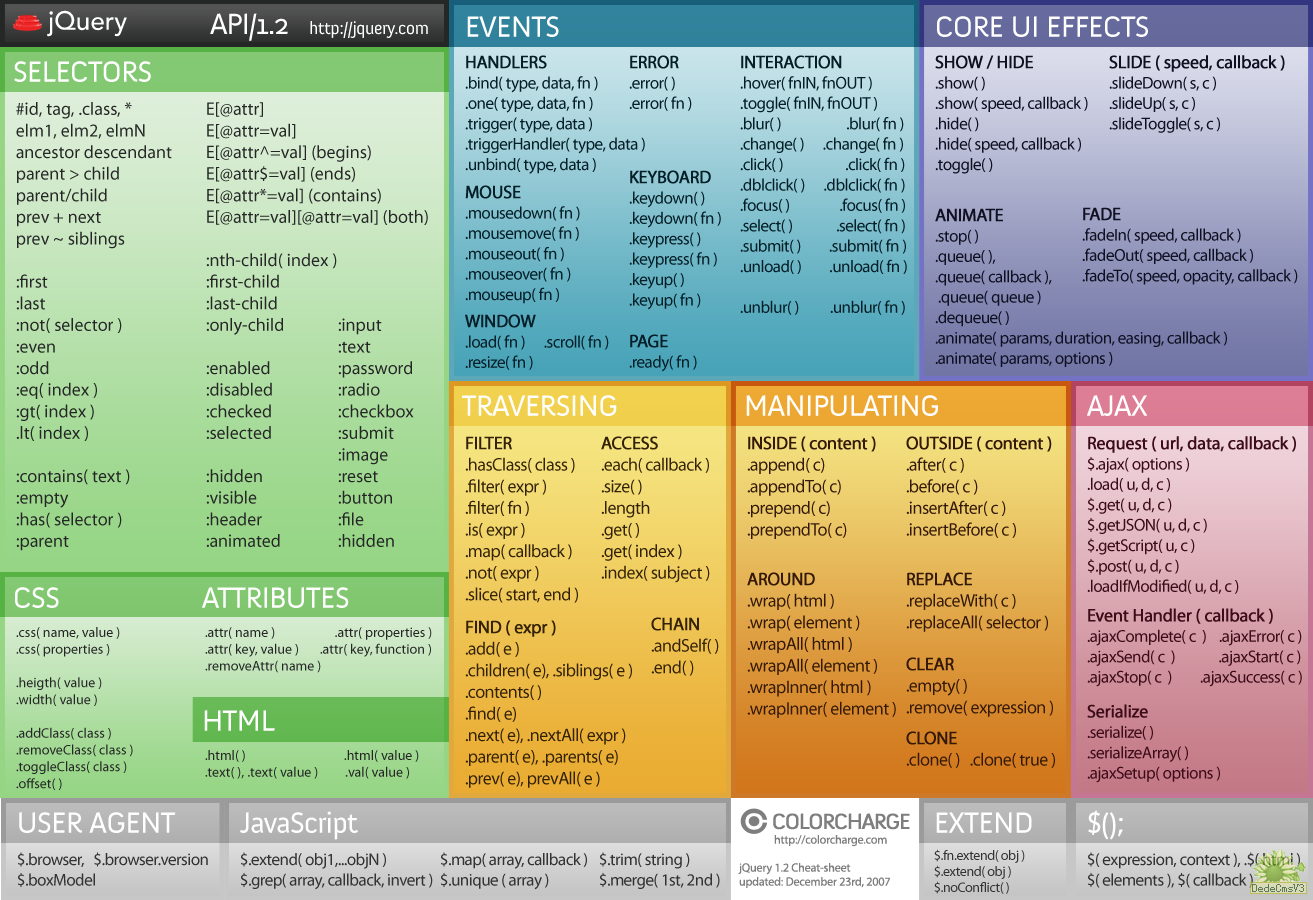 jQuery
API/1.2
http://jquery.com
SELECTORS
#id, tag, .class, *
elm1, elm2, elmN
ancestor descendant
parent > child
parent/child
prev + next
prev ~ siblings
:first
:last
:not( selector )
:even
:odd
:eq( index )
:gt( index )
.lt( index )
:contains( text )
:empty
:has( selector )
:parent
E[@attr]
E[@attr=val]
E[@attr^=val] (begins)
E[@attr$=val] (ends)
E[@attr*=val] (contains)
E[@attr=val][@attr=val] (both)
:nth-child( index )
:first-child
:last-child
:only-child
:enabled
:disabled
:checked
:selected
:hidden
:visible
:header
:animated
:input
:text
:password
:radio
:checkbox
:submit
:image
:reset
:button
:file
:hidden
CSS
.css( name, value )
.css( properties )
.heigth( value )
.width( value )
.addClass( class )
.removeClass( class )
.toggleClass( class )
.offset( )
ATTRIBUTES
.attr( name ) .attr( properties )
.attr( key, value ) .attr( key, function )
.removeAttr( name )
HTML
.html( ) .html( value )
.text( ), .text( value ) .val( value )
EVENTS
HANDLERS
.bind( type, data, fn )
.one( type, data, fn )
.trigger( type, data )
.triggerHandler( type, data )
.unbind( type, data )
MOUSE
.mousedown( fn )
.mousemove( fn )
.mouseout( fn )
.mouseover( fn )
.mouseup( fn )
WINDOW
.load( fn ) .scroll( fn )
.resize( fn )
ERROR
.error( )
.error( fn )
KEYBOARD
.keydown( )
.keydown( fn )
.keypress( )
.keypress( fn )
.keyup( )
.keyup( fn )
PAGE
.ready( fn )
INTERACTION
.hover( fnIN, fnOUT )
.toggle( fnIN, fnOUT )
.blur( ) .blur( fn )
.change( ) .change( fn )
.click( ) .click( fn )
.dblclick( ) .dblclick( fn )
.focus( ) .focus( fn )
.select( ) .select( fn )
.submit( ) .submit( fn )
.unload( ) .unload( fn )
.unblur( ) .unblur( fn )
CORE UI EFFECTS
SHOW / HIDE
.show( )
.show( speed, callback )
.hide( )
.hide( speed, callback )
.toggle( )
SLIDE ( speed, callback )
.slideDown( s, c )
.slideUp( s, c )
.slideToggle( s, c )
ANIMATE
.stop( )
.queue( ),
.queue( callback ),
.queue( queue )
.dequeue( )
.animate( params, duration, easing, callback )
.animate( params, options )
FADE
.fadeIn( speed, callback )
.fadeOut( speed, callback )
.fadeTo( speed, opacity, callback )
TRAVERSING
FILTER
.hasClass( class )
.filter( expr )
.filter( fn )
.is( expr )
.map( callback )
.not( expr )
.slice( start, end )
ACCESS
.each( callback )
.size( )
.length
.get( )
.get( index )
.index( subject )
FIND ( expr )
.add( e )
.children( e), .siblings( e )
.contents( )
.find( e)
.next( e), .nextAll( expr )
.parent( e), .parents( e)
.prev( e), prevAll( e )
CHAIN
.andSelf( )
.end( )
MANIPULATING
INSIDE ( content )
.append( c)
.appendTo( c)
.prepend( c)
.prependTo( c)
OUTSIDE ( content )
.after( c )
.before( c )
.insertAfter( c )
.insertBefore( c )
AROUND
.wrap( html )
.wrap( element )
.wrapAll( html )
.wrapAll( element )
.wrapInner( html )
.wrapInner( element )
REPLACE
.replaceWith( c )
.replaceAll( selector )
CLEAR
.empty( )
.remove( expression )
CLONE
.clone( ) .clone( true )
AJAX
Request ( url, data, callback )
$.ajax( options )
.load( u, d, c )
$.get( u, d, c )
$.getJSON( u, d, c )
$.getScript( u, c )
$.post( u, d, c )
.loadIfModified( u, d, c )
Event Handler ( callback )
.ajaxComplete( c ) .ajaxError( c )
.ajaxSend( c ) .ajaxStart( c )
.ajaxStop( c ) .ajaxSuccess( c )
Serialize
.serialize( )
.serializeArray( )
.ajaxSetup( options )
USER AGENT
$.browser, $.browser.version
$.boxModel
JavaScript
$.extend( obj1,...objN ) $.map( array, callback ) $.trim( string )
$.grep( array, callback, invert ) $.unique ( array ) $.merge( 1st, 2nd )
COLORCHARGE
http://colorcharge.com
jQuery 1.2 Cheat-sheet
updated: December 23rd, 2007
EXTEND
$.fn.extend( obj )
$.extend( obj )
$.noConflict( )
$();
$( expression, context ), .$( html )
$( elements ), $( callback )
DedeCmsV3